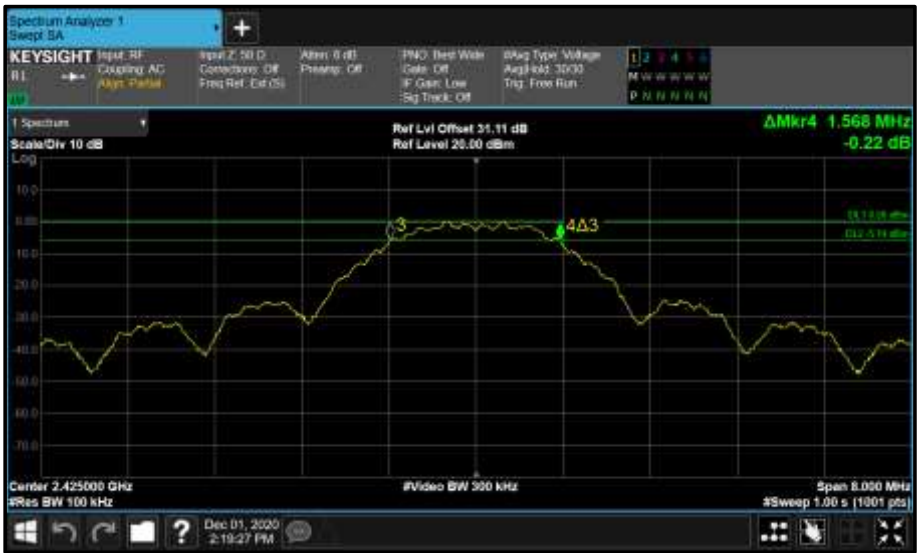 Spectrum Analyzer 1
Swept SA
+
KEYSIGHT
Input: RF
Coupling: AC
Align: Partial
Input Z: 50 Ω
Corrections: Off
Freq Ref: Ext (S)
Atten: 0 dB
Preamp: Off
PNO: Best Wide
Gate: Off
IF Gain: Low
Sig Track: Off
#Avg Type: Voltage
Avg|Hold: 30/30
Trig: Free Run
1 2 3 4 5 6
M W W W W W
P N N N N N
1 Spectrum
Scale/Div 10 dB
Ref Lvl Offset 31.11 dB
Ref Level 20.00 dBm
ΔMkr4 1.568 MHz
-0.22 dB
Log
10.0
0.00
-10.0
-20.0
-30.0
-40.0
-50.0
-60.0
-70.0
3
4Δ3
Center 2.425000 GHz
#Res BW 100 kHz
#Video BW 300 kHz
Span 8.000 MHz
#Sweep 1.00 s (1001 pts)
?
Dec 01, 2020
2:19:27 PM